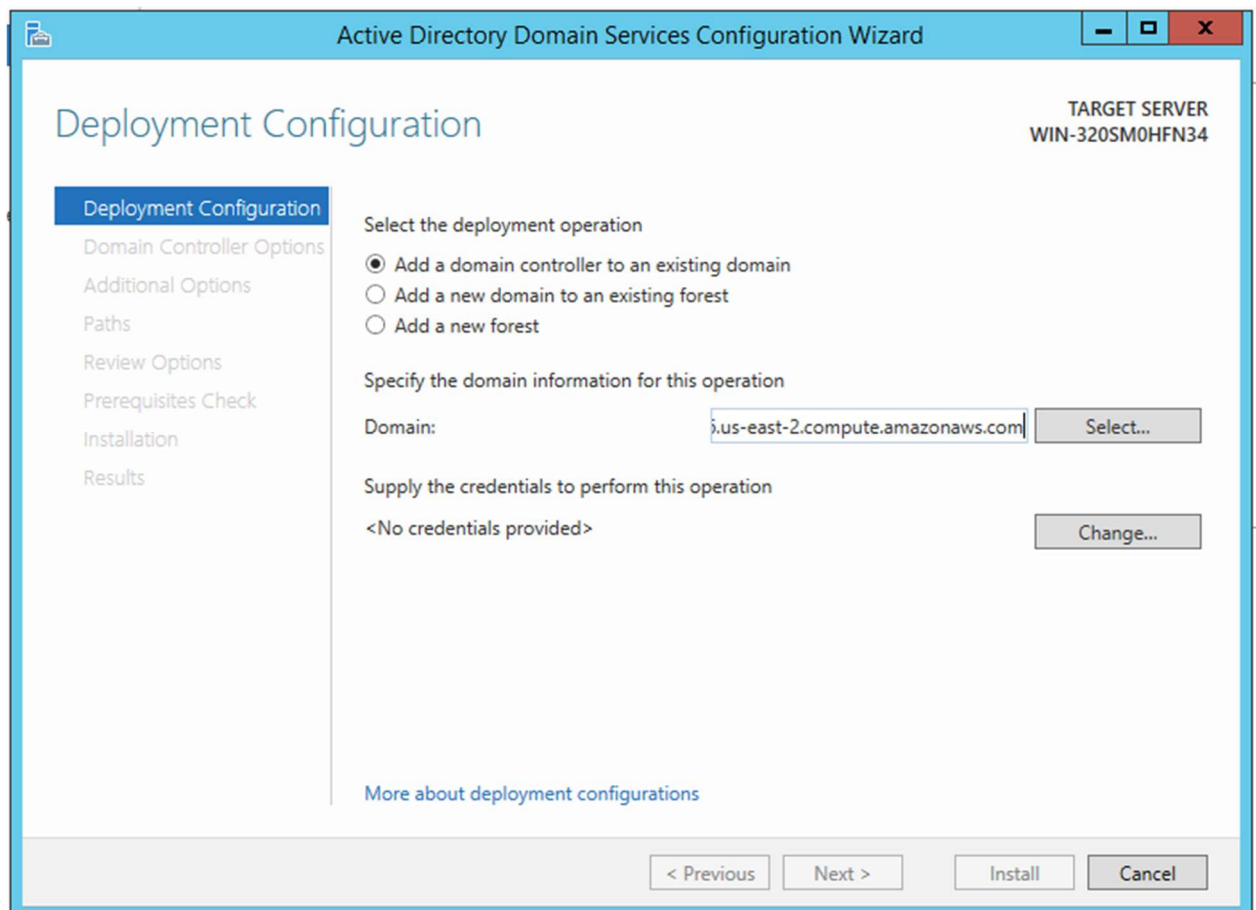 Active Directory Domain Services Configuration Wizard
Deployment Configuration
TARGET SERVER
WIN-320SM0HFN34
Deployment Configuration
Domain Controller Options
Additional Options
Paths
Review Options
Prerequisites Check
Installation
Results
Select the deployment operation
Add a domain controller to an existing domain
Add a new domain to an existing forest
Add a new forest
Specify the domain information for this operation
Domain: .us-east-2.compute.amazonaws.com Select...
Supply the credentials to perform this operation
<No credentials provided> Change...
More about deployment configurations
< Previous Next > Install Cancel